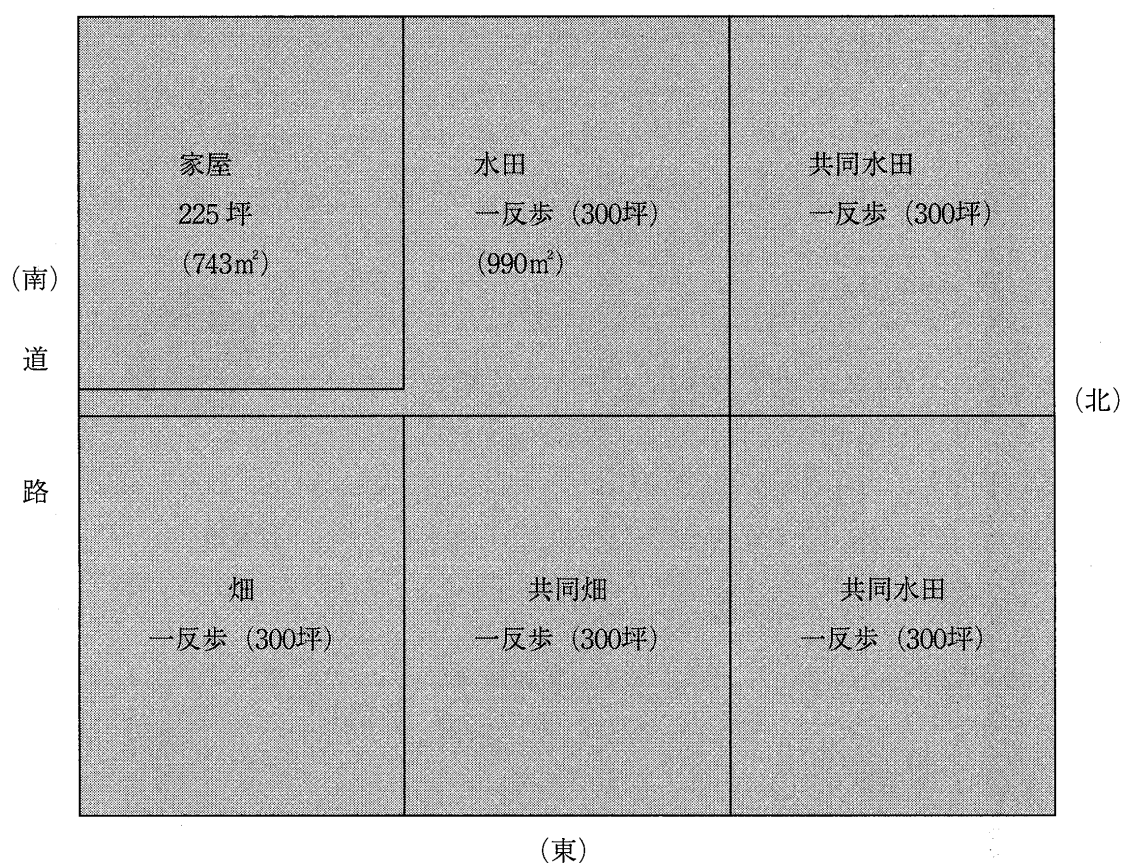 家屋
225坪
(743㎡)
水田
一反歩（300坪）
(990㎡)
共同水田
一反歩（300坪）
（南）
道
路
（北）
畑
一反歩（300坪）
共同畑
一反歩（300坪）
共同水田
一反歩（300坪）
（東）